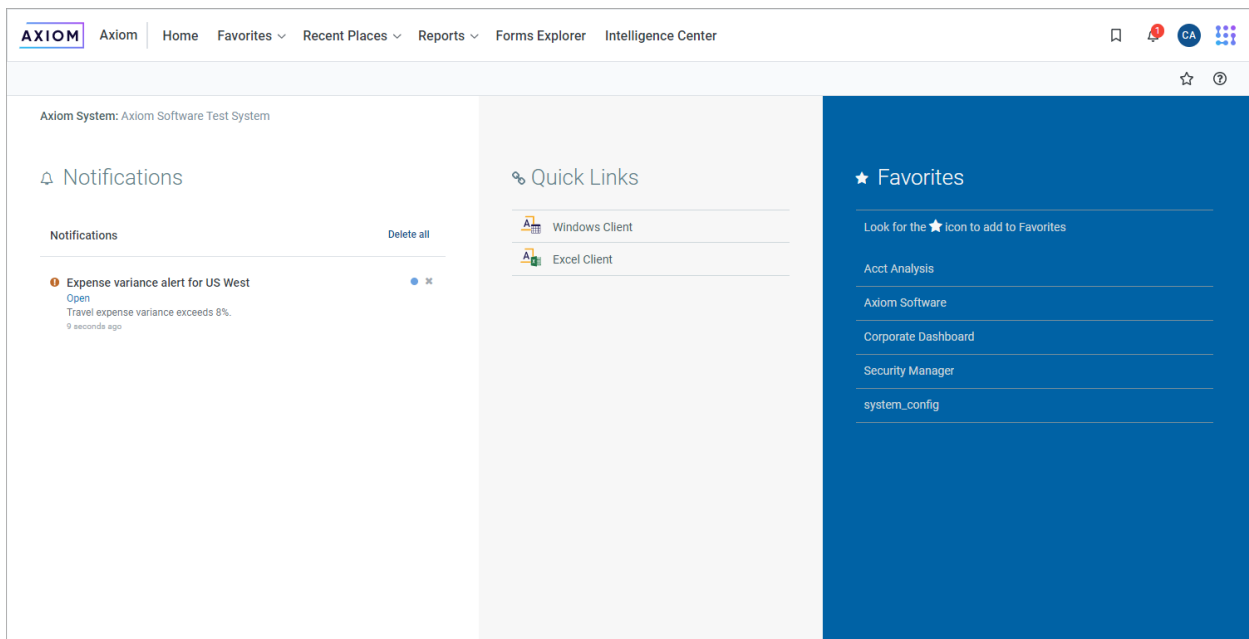 AXIOM Axiom Home Favorites Recent Places Reports Forms Explorer Intelligence Center 1 CA
Axiom System: Axiom Software Test System
Notifications
Notifications Delete all
Expense variance alert for US West
Open
Travel expense variance exceeds 8%.
9 seconds ago
Quick Links
Windows Client
Excel Client
Favorites
Look for the icon to add to Favorites
Acct Analysis
Axiom Software
Corporate Dashboard
Security Manager
system_config